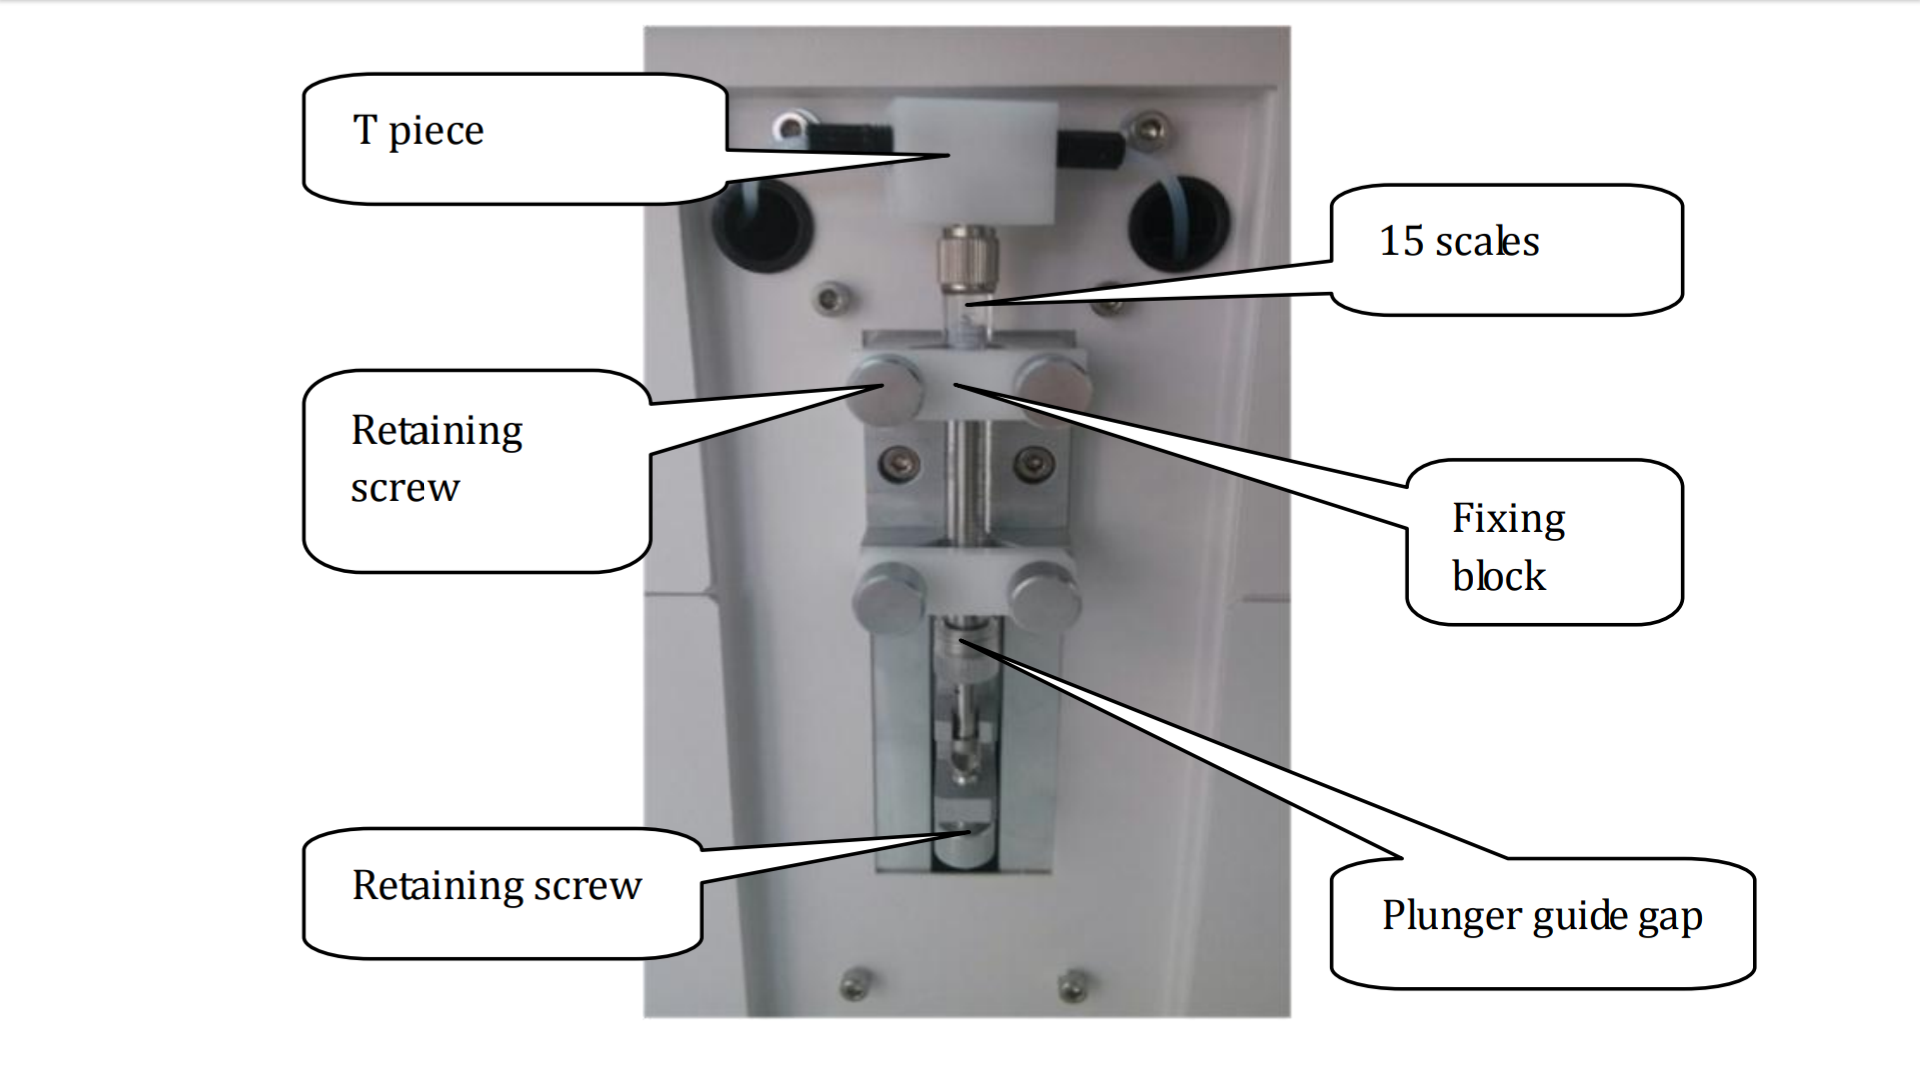 T piece
15 scales
Retaining
screw
Fixing
block
Retaining screw
Plunger guide gap